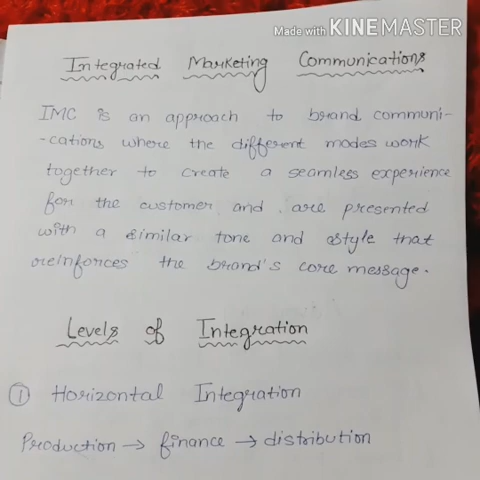 Made with KINEMASTER
Integrated Marketing Communications
IMC is an approach to brand communi-
-cations where the different modes work
together to create a seamless experience
for the customer and are presented
with a similar tone and style that
reinforces the brand's core message.
Levels of Integration
① Horizontal Integration
Production → finance → distribution